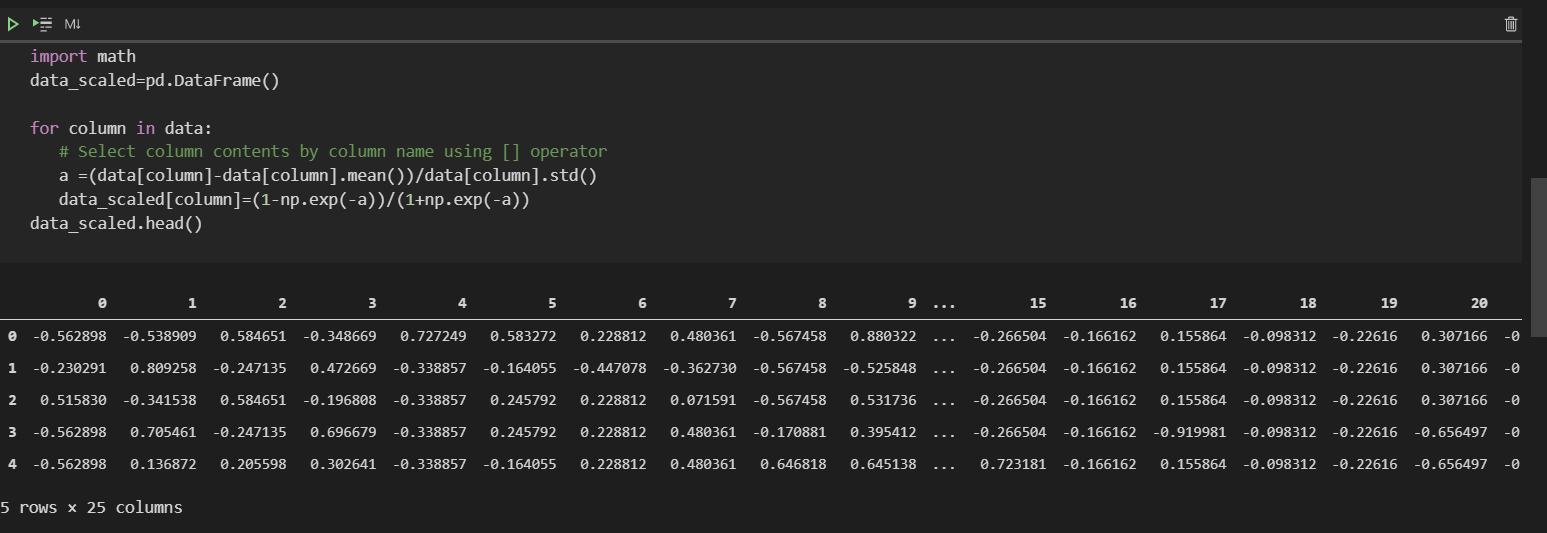 M↓
import math
data_scaled=pd.DataFrame()
for column in data:
# Select column contents by column name using [] operator
a =(data[column]-data[column].mean())/data[column].std()
data_scaled[column]=(1-np.exp(-a))/(1+np.exp(-a))
data_scaled.head()
0 1 2 3 4 5 6 7 8 9 ... 15 16 17 18 19 20
0 -0.562898 -0.538909 0.584651 -0.348669 0.727249 0.583272 0.228812 0.480361 -0.567458 0.880322 ... -0.266504 -0.166162 0.155864 -0.098312 -0.22616 0.307166 -0
1 -0.230291 0.809258 -0.247135 0.472669 -0.338857 -0.164055 -0.447078 -0.362730 -0.567458 -0.525848 ... -0.266504 -0.166162 0.155864 -0.098312 -0.22616 0.307166 -0
2 0.515830 -0.341538 0.584651 -0.196808 -0.338857 0.245792 0.228812 0.071591 -0.567458 0.531736 ... -0.266504 -0.166162 0.155864 -0.098312 -0.22616 0.307166 -0
3 -0.562898 0.705461 -0.247135 0.696679 -0.338857 0.245792 0.228812 0.480361 -0.170881 0.395412 ... -0.266504 -0.166162 -0.919981 -0.098312 -0.22616 -0.656497 -0
4 -0.562898 0.136872 0.205598 0.302641 -0.338857 -0.164055 0.228812 0.480361 0.646818 0.645138 ... 0.723181 -0.166162 0.155864 -0.098312 -0.22616 -0.656497 -0
5 rows × 25 columns